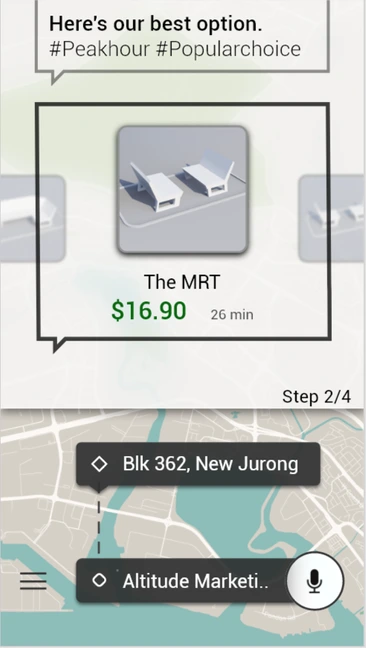 Here's our best option.
#Peakhour #Popularchoice
The MRT
$16.90 26 min
Step 2/4
Blk 362, New Jurong
Altitude Marketi..